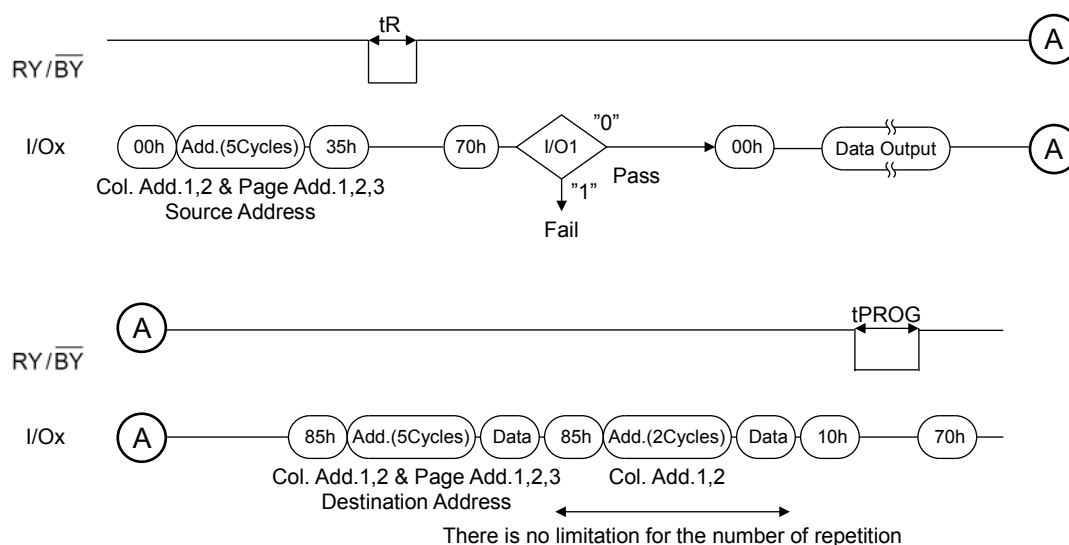 tR
RY/BY
A
I/Ox
00h Add.(5Cycles) 35h 70h I/O1 "0" 00h Data Output A
Pass
"1"
Col. Add.1,2 & Page Add.1,2,3
Source Address
Fail
A
tPROG
RY/BY
I/Ox
A 85h Add.(5Cycles) Data 85h Add.(2Cycles) Data 10h 70h
Col. Add.1,2 & Page Add.1,2,3 Col. Add.1,2
Destination Address
There is no limitation for the number of repetition